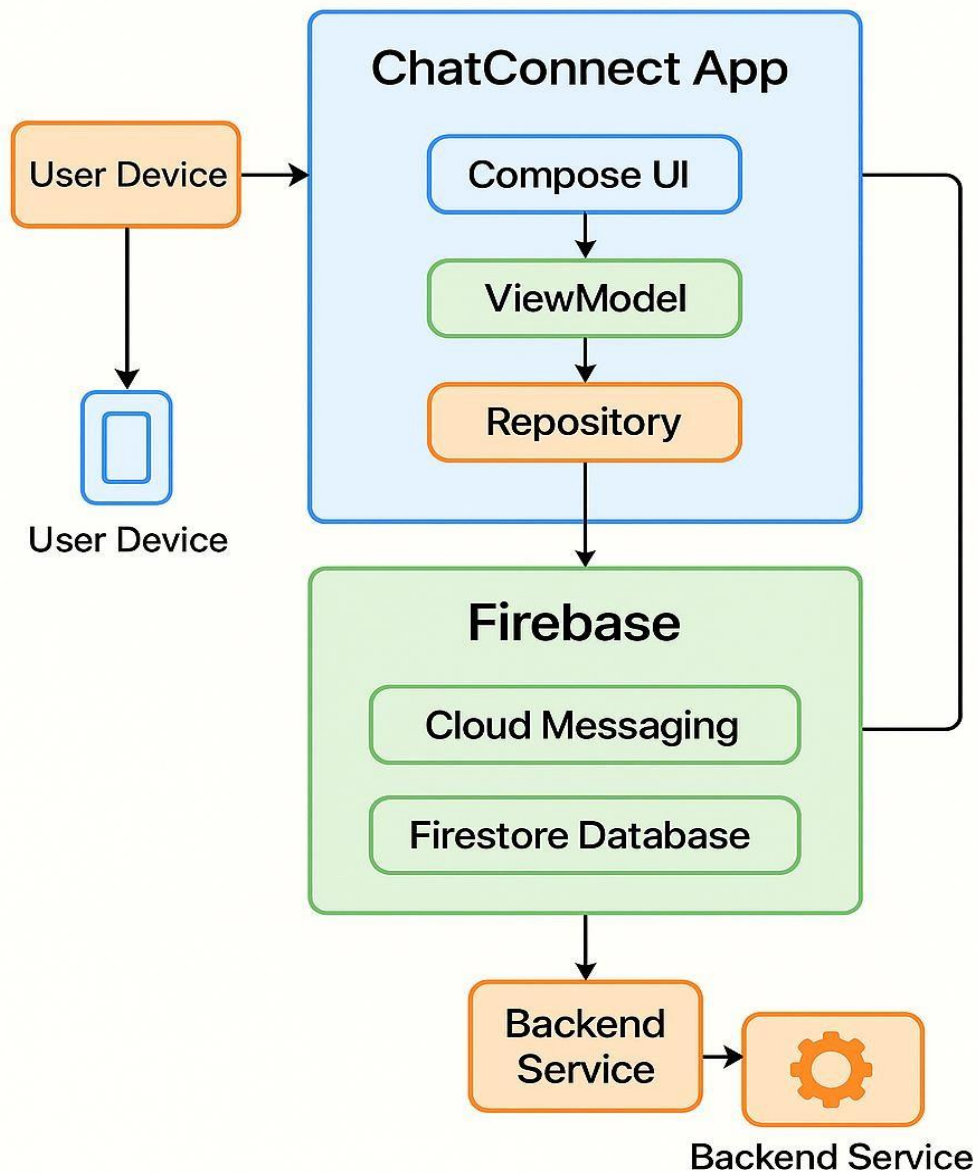 ChatConnect App
User Device
Compose UI
ViewModel
Repository
User Device
Firebase
Cloud Messaging
Firestore Database
Backend
Service
Backend Service